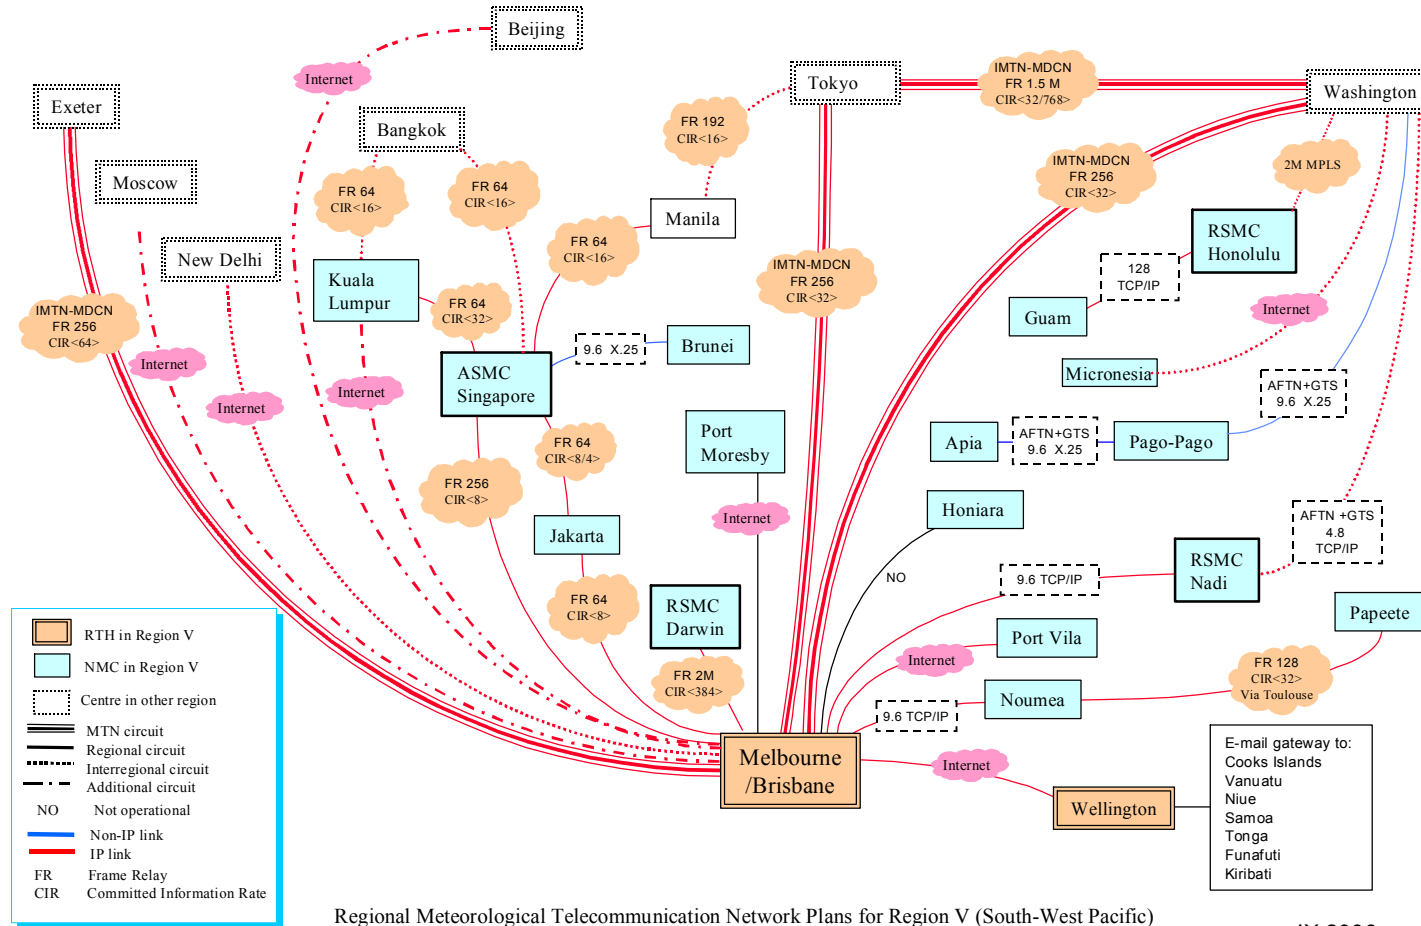 Beijing
Internet
Exeter
Tokyo
IMTN-MDCN
FR 1.5 M
CIR<32/768>
Washington
Bangkok
FR 192
CIR<16>
Moscow
FR 64
CIR<16>
FR 64
CIR<16>
IMTN-MDCN
FR 256
CIR<32>
2M MPLS
Manila
New Delhi
FR 64
CIR<16>
RSMC
Honolulu
Kuala
Lumpur
FR 64
CIR<32>
IMTN-MDCN
FR 256
CIR<32>
128
TCP/IP
Guam
Internet
IMTN-MDCN
FR 256
CIR<64>
9.6 X.25
Brunei
Internet
ASMC
Singapore
Internet
Internet
Micronesia
AFTN+GTS
9.6 X.25
Port
Moresby
Apia
AFTN+GTS
9.6 X.25
Pago-Pago
FR 64
CIR<8/4>
FR 256
CIR<8>
Internet
Honiara
Jakarta
AFTN +GTS
4.8
TCP/IP
NO
9.6 TCP/IP
RSMC
Nadi
FR 64
CIR<8>
RSMC
Darwin
Papeete
Port Vila
Internet
FR 128
CIR<32>
Via Toulouse
FR 2M
CIR<384>
Noumea
9.6 TCP/IP
Melbourne
/Brisbane
Internet
Wellington
E-mail gateway to:
Cooks Islands
Vanuatu
Niue
Samoa
Tonga
Funafuti
Kiribati
RTH in Region V
NMC in Region V
Centre in other region
MTN circuit
Regional circuit
Interregional circuit
Additional circuit
NO Not operational
Non-IP link
IP link
FR Frame Relay
CIR Committed Information Rate
Regional Meteorological Telecommunication Network Plans for Region V (South-West Pacific)